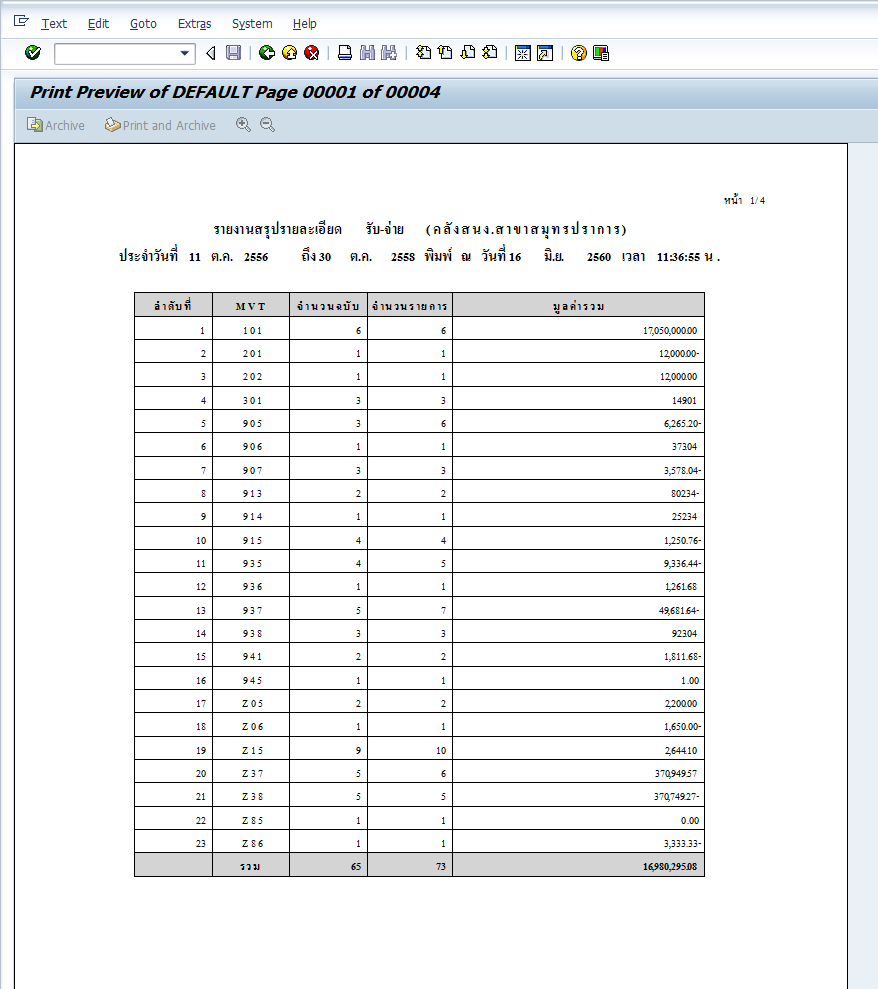 Text Edit Goto Extras System Help
Print Preview of DEFAULT Page 00001 of 00004
Archive Print and Archive
หน้า 1/4
รายงานสรุปรายละเอียด รับ-จ่าย (คลังสนง.สาขาสมุทรปราการ)
ประจำวันที่ 11 ต.ค. 2556 ถึง 30 ต.ค. 2558 พิมพ์ ณ วันที่ 16 มิ.ย. 2560 เวลา 11:36:55 น.
ลำดับที่ MVT จำนวนฉบับ จำนวนรายการ มูลค่ารวม
1 101 6 6 17,050,000.00
2 201 1 1 12,000.00-
3 202 1 1 12,000.00
4 301 3 3 149.01
5 905 3 6 6,265.20-
6 906 1 1 373.04
7 907 3 3 3,578.04-
8 913 2 2 802.34-
9 914 1 1 252.34
10 915 4 4 1,250.76-
11 935 4 5 9,336.44-
12 936 1 1 1,261.68
13 937 5 7 49,681.64-
14 938 3 3 923.04
15 941 2 2 1,811.68-
16 945 1 1 1.00
17 Z05 2 2 2,200.00
18 Z06 1 1 1,650.00-
19 Z15 9 10 2,644.10
20 Z37 5 6 370,949.57
21 Z38 5 5 370,749.27-
22 Z85 1 1 0.00
23 Z86 1 1 3,333.33-
รวม 65 73 16,980,295.08